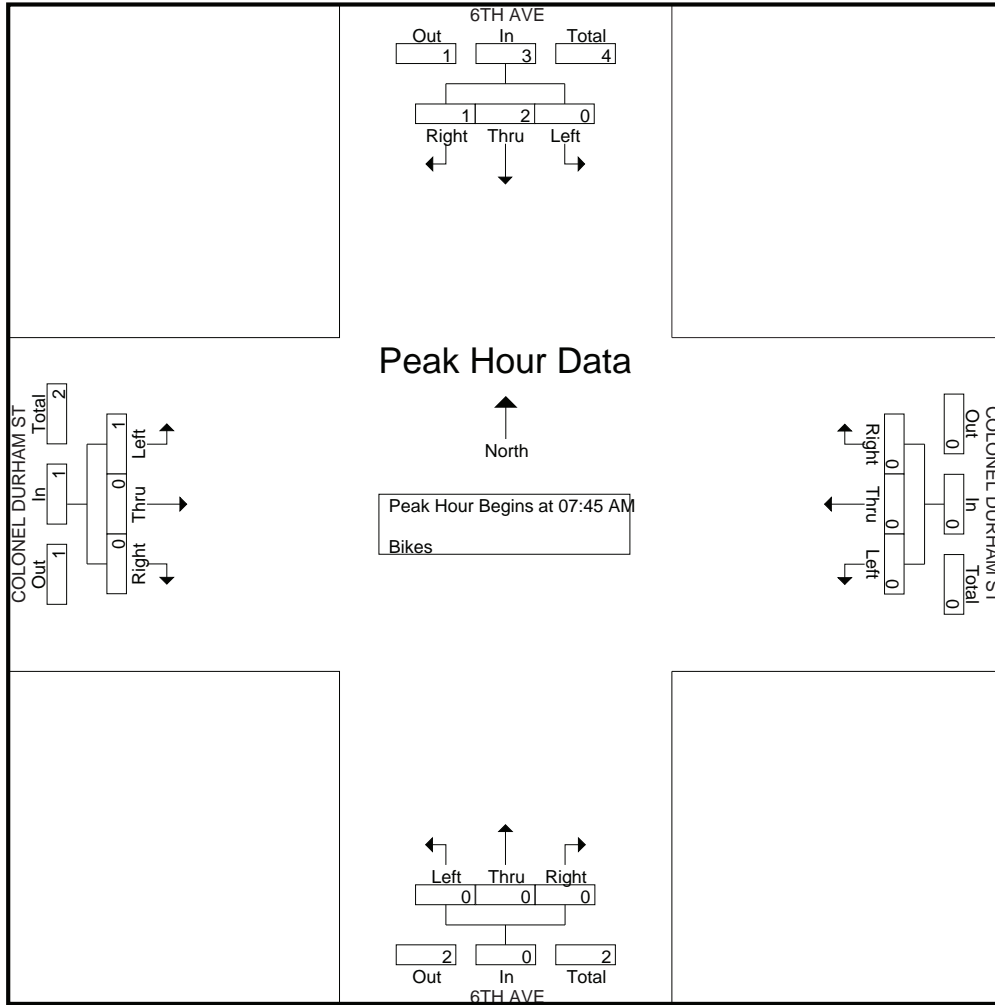 6TH AVE
Out In Total
1 3 4
1 2 0
Right Thru Left
Peak Hour Data
North
Peak Hour Begins at 07:45 AM
Bikes
COLONEL DURHAM ST
Out In Total
1 1 2
1 0 0
Left Thru Right
COLONEL DURHAM ST
Out In Total
0 0 0
0 0 0
Right Thru Left
Left Thru Right
0 0 0
2 0 2
Out In Total
6TH AVE